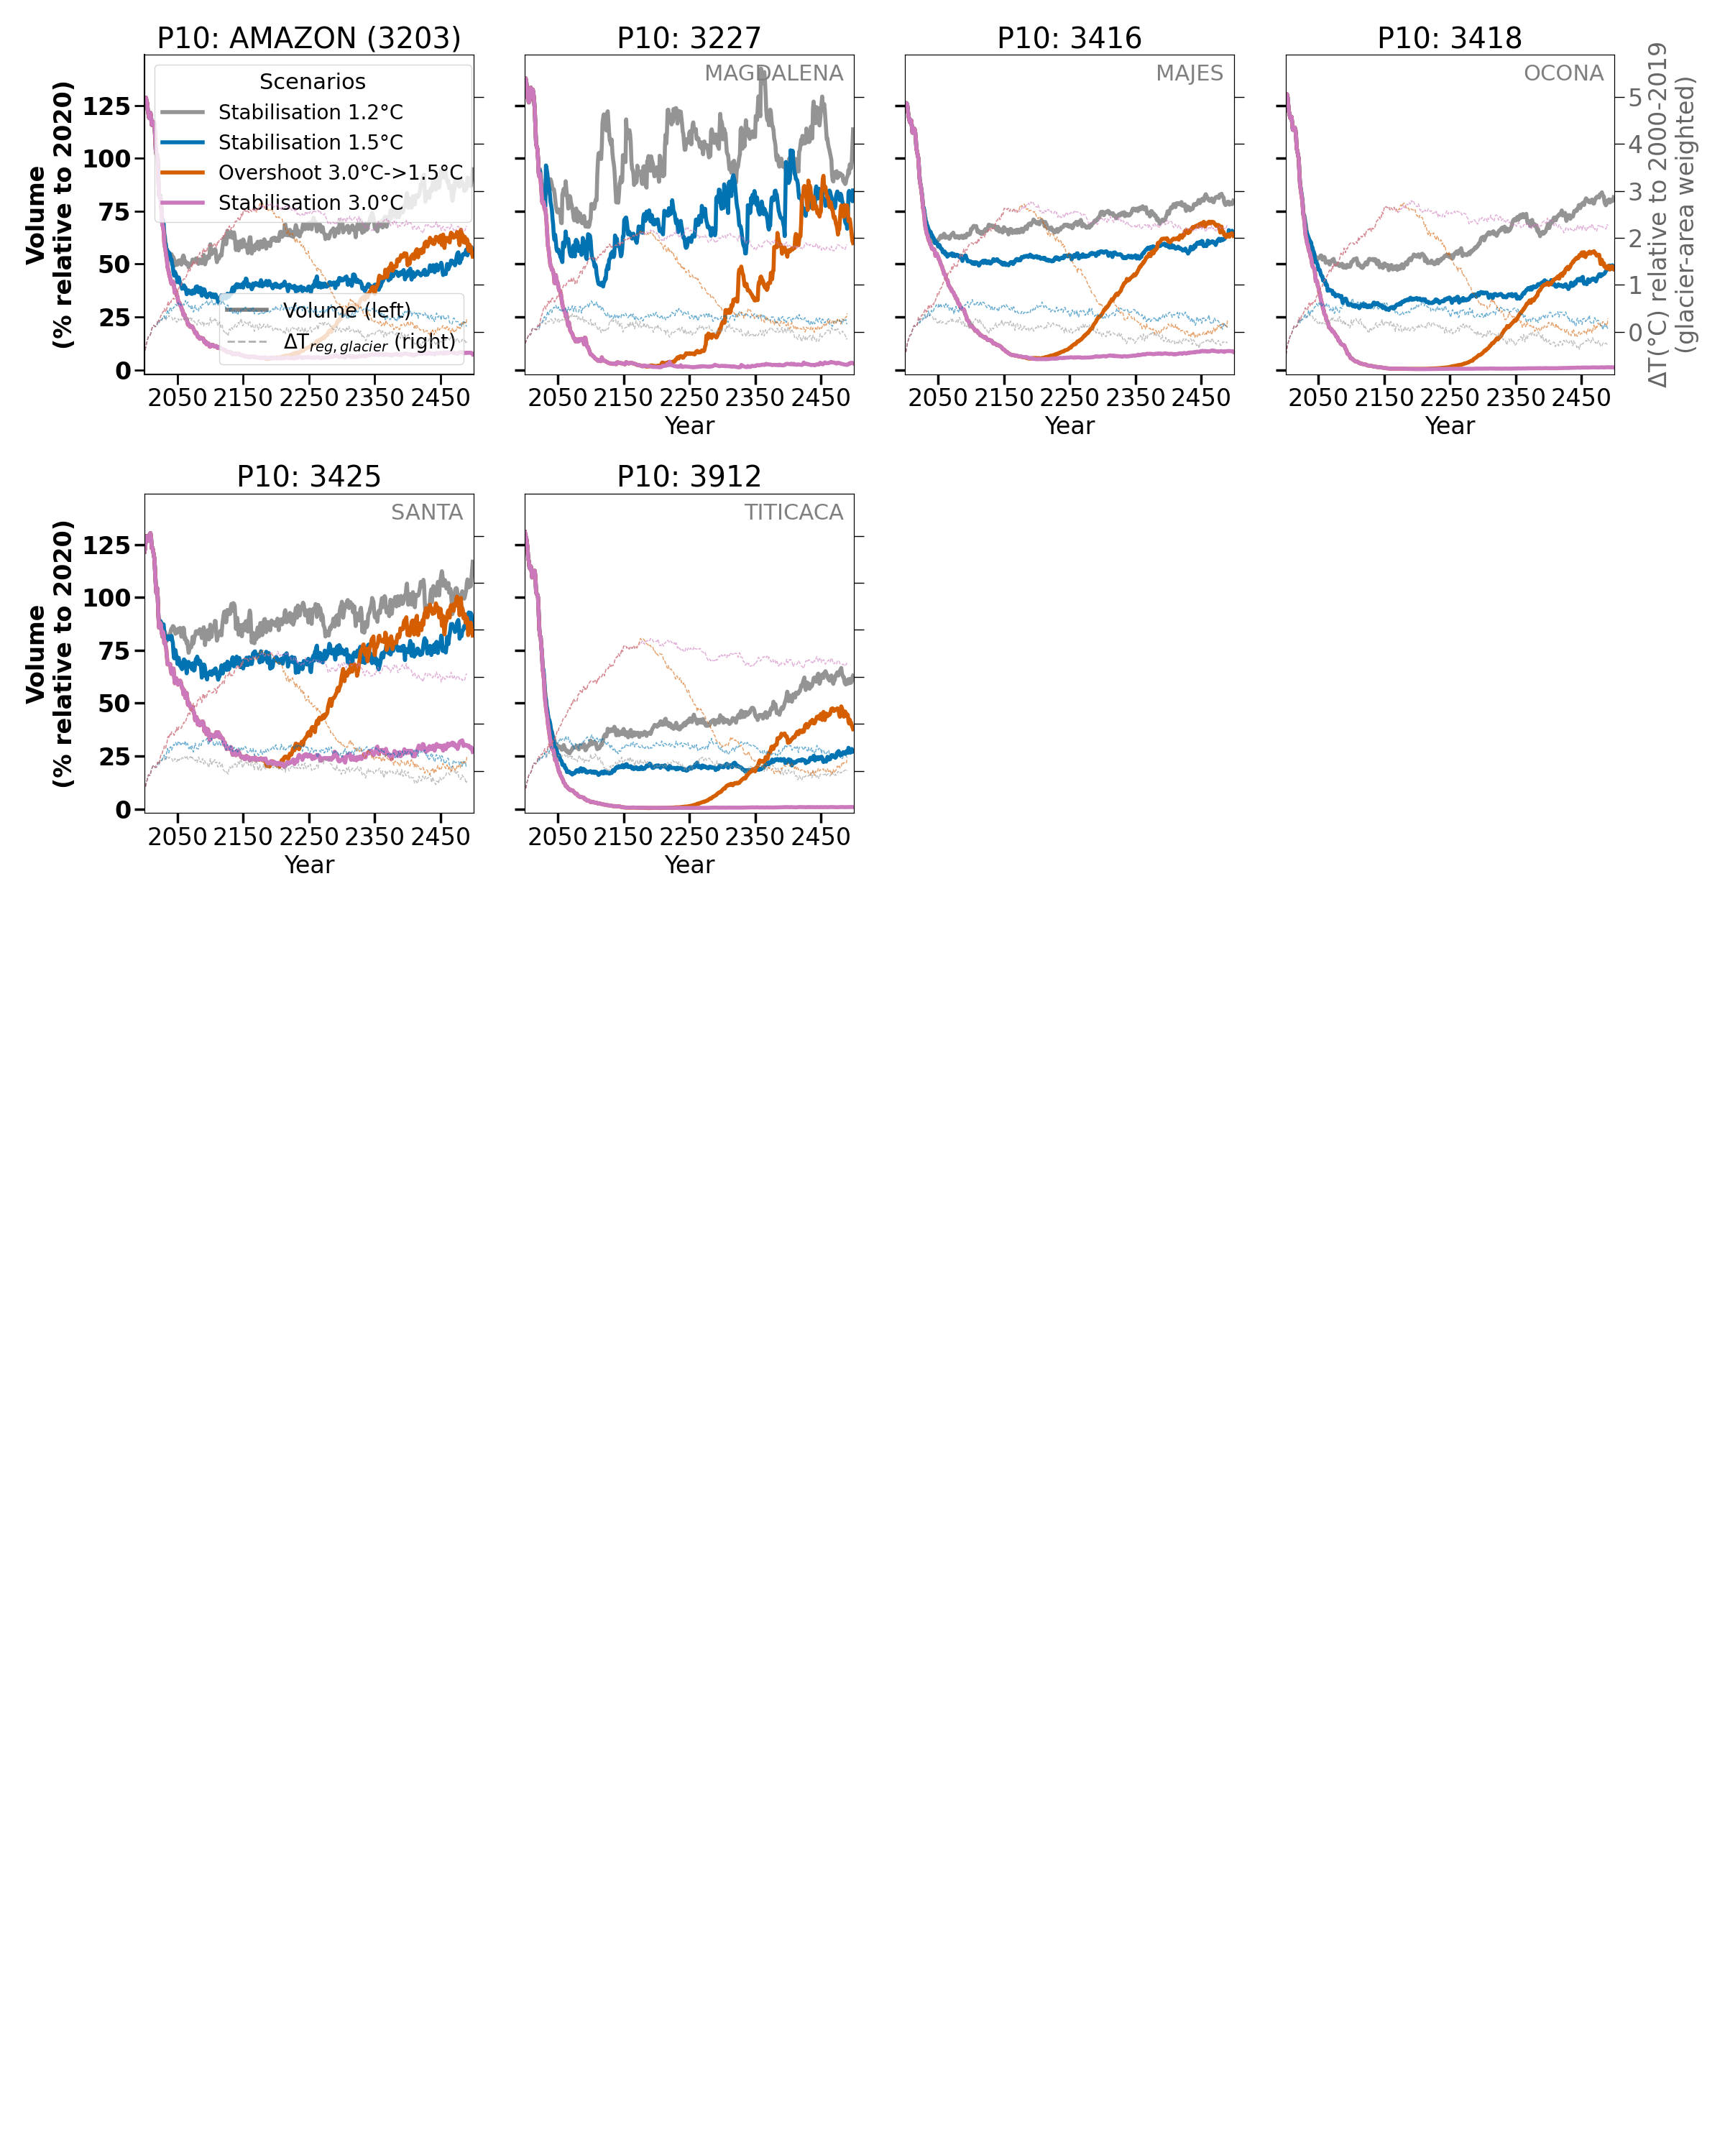 P10: AMAZON (3203)
P10: 3227
P10: 3416
P10: 3418
Scenarios
Stabilisation 1.2°C
Stabilisation 1.5°C
Overshoot 3.0°C->1.5°C
Stabilisation 3.0°C
Volume (left)
ΔTreg, glacier (right)
MAGDALENA
MAJES
OCONA
Volume
(% relative to 2020)
125
100
75
50
25
0
5
4
3
2
1
0
ΔT(°C) relative to 2000-2019
(glacier-area weighted)
2050 2150 2250 2350 2450
2050 2150 2250 2350 2450
2050 2150 2250 2350 2450
2050 2150 2250 2350 2450
Year
Year
Year
P10: 3425
P10: 3912
SANTA
TITICACA
Volume
(% relative to 2020)
125
100
75
50
25
0
2050 2150 2250 2350 2450
2050 2150 2250 2350 2450
Year
Year